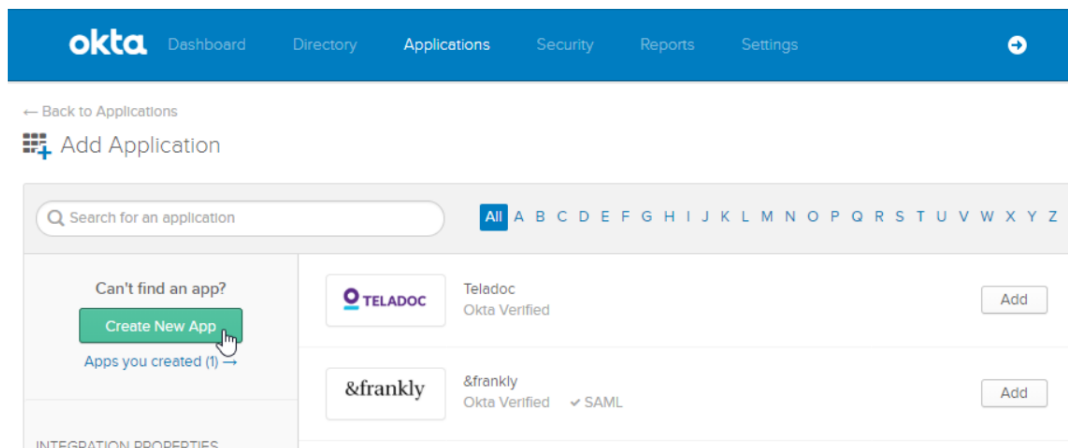 okta Dashboard Directory Applications Security Reports Settings
← Back to Applications
Add Application
Search for an application
All A B C D E F G H I J K L M N O P Q R S T U V W X Y Z
Can't find an app?
Create New App
Apps you created (1) →
INTEGRATION PROPERTIES
TELADOC
Teladoc
Okta Verified
Add
&frankly
&frankly
Okta Verified ✓ SAML
Add